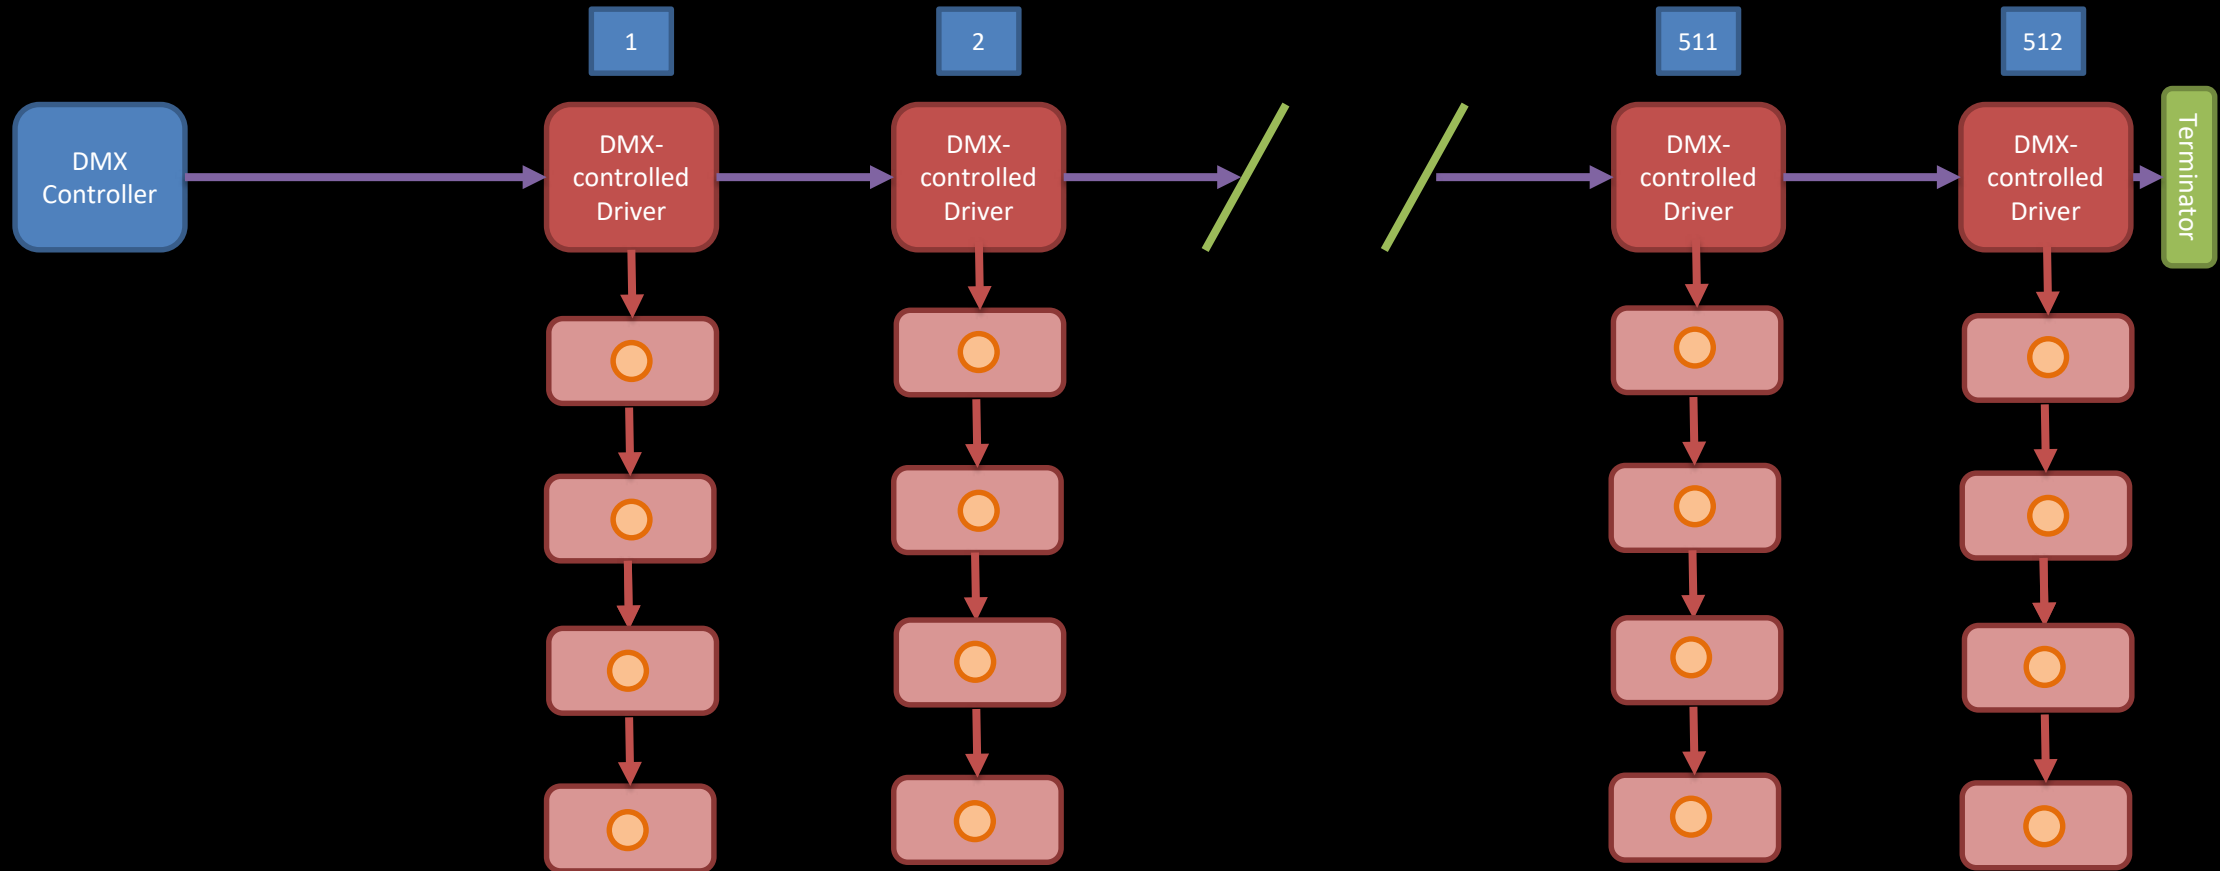 1
2
511
512
DMX
Controller
DMX-
controlled
Driver
DMX-
controlled
Driver
DMX-
controlled
Driver
DMX-
controlled
Driver
Terminator